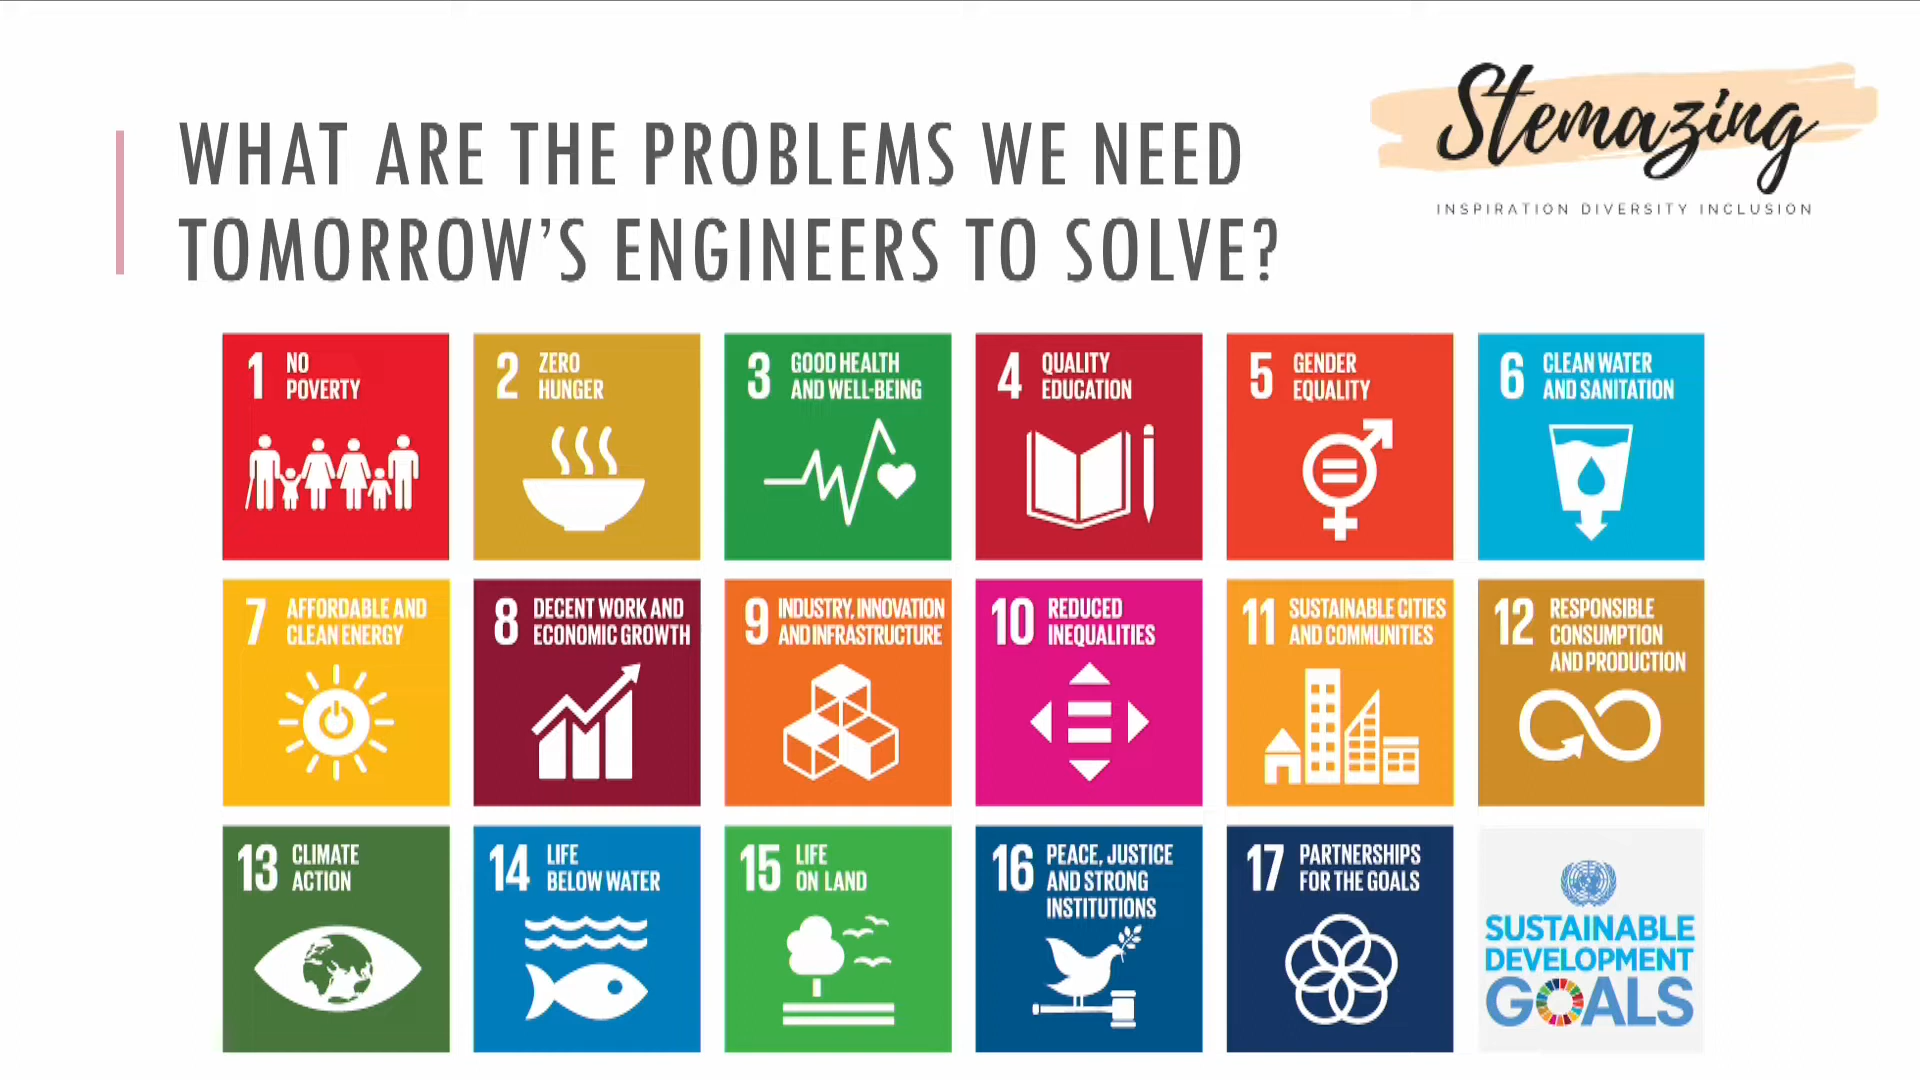 Stemazing
INSPIRATION DIVERSITY INCLUSION
WHAT ARE THE PROBLEMS WE NEED
TOMORROW’S ENGINEERS TO SOLVE?
1 NO
POVERTY
2 ZERO
HUNGER
3 GOOD HEALTH
AND WELL-BEING
4 QUALITY
EDUCATION
5 GENDER
EQUALITY
6 CLEAN WATER
AND SANITATION
7 AFFORDABLE AND
CLEAN ENERGY
8 DECENT WORK AND
ECONOMIC GROWTH
9 INDUSTRY, INNOVATION
AND INFRASTRUCTURE
10 REDUCED
INEQUALITIES
11 SUSTAINABLE CITIES
AND COMMUNITIES
12 RESPONSIBLE
CONSUMPTION
AND PRODUCTION
13 CLIMATE
ACTION
14 LIFE
BELOW WATER
15 LIFE
ON LAND
16 PEACE, JUSTICE
AND STRONG
INSTITUTIONS
17 PARTNERSHIPS
FOR THE GOALS
SUSTAINABLE
DEVELOPMENT
GOALS